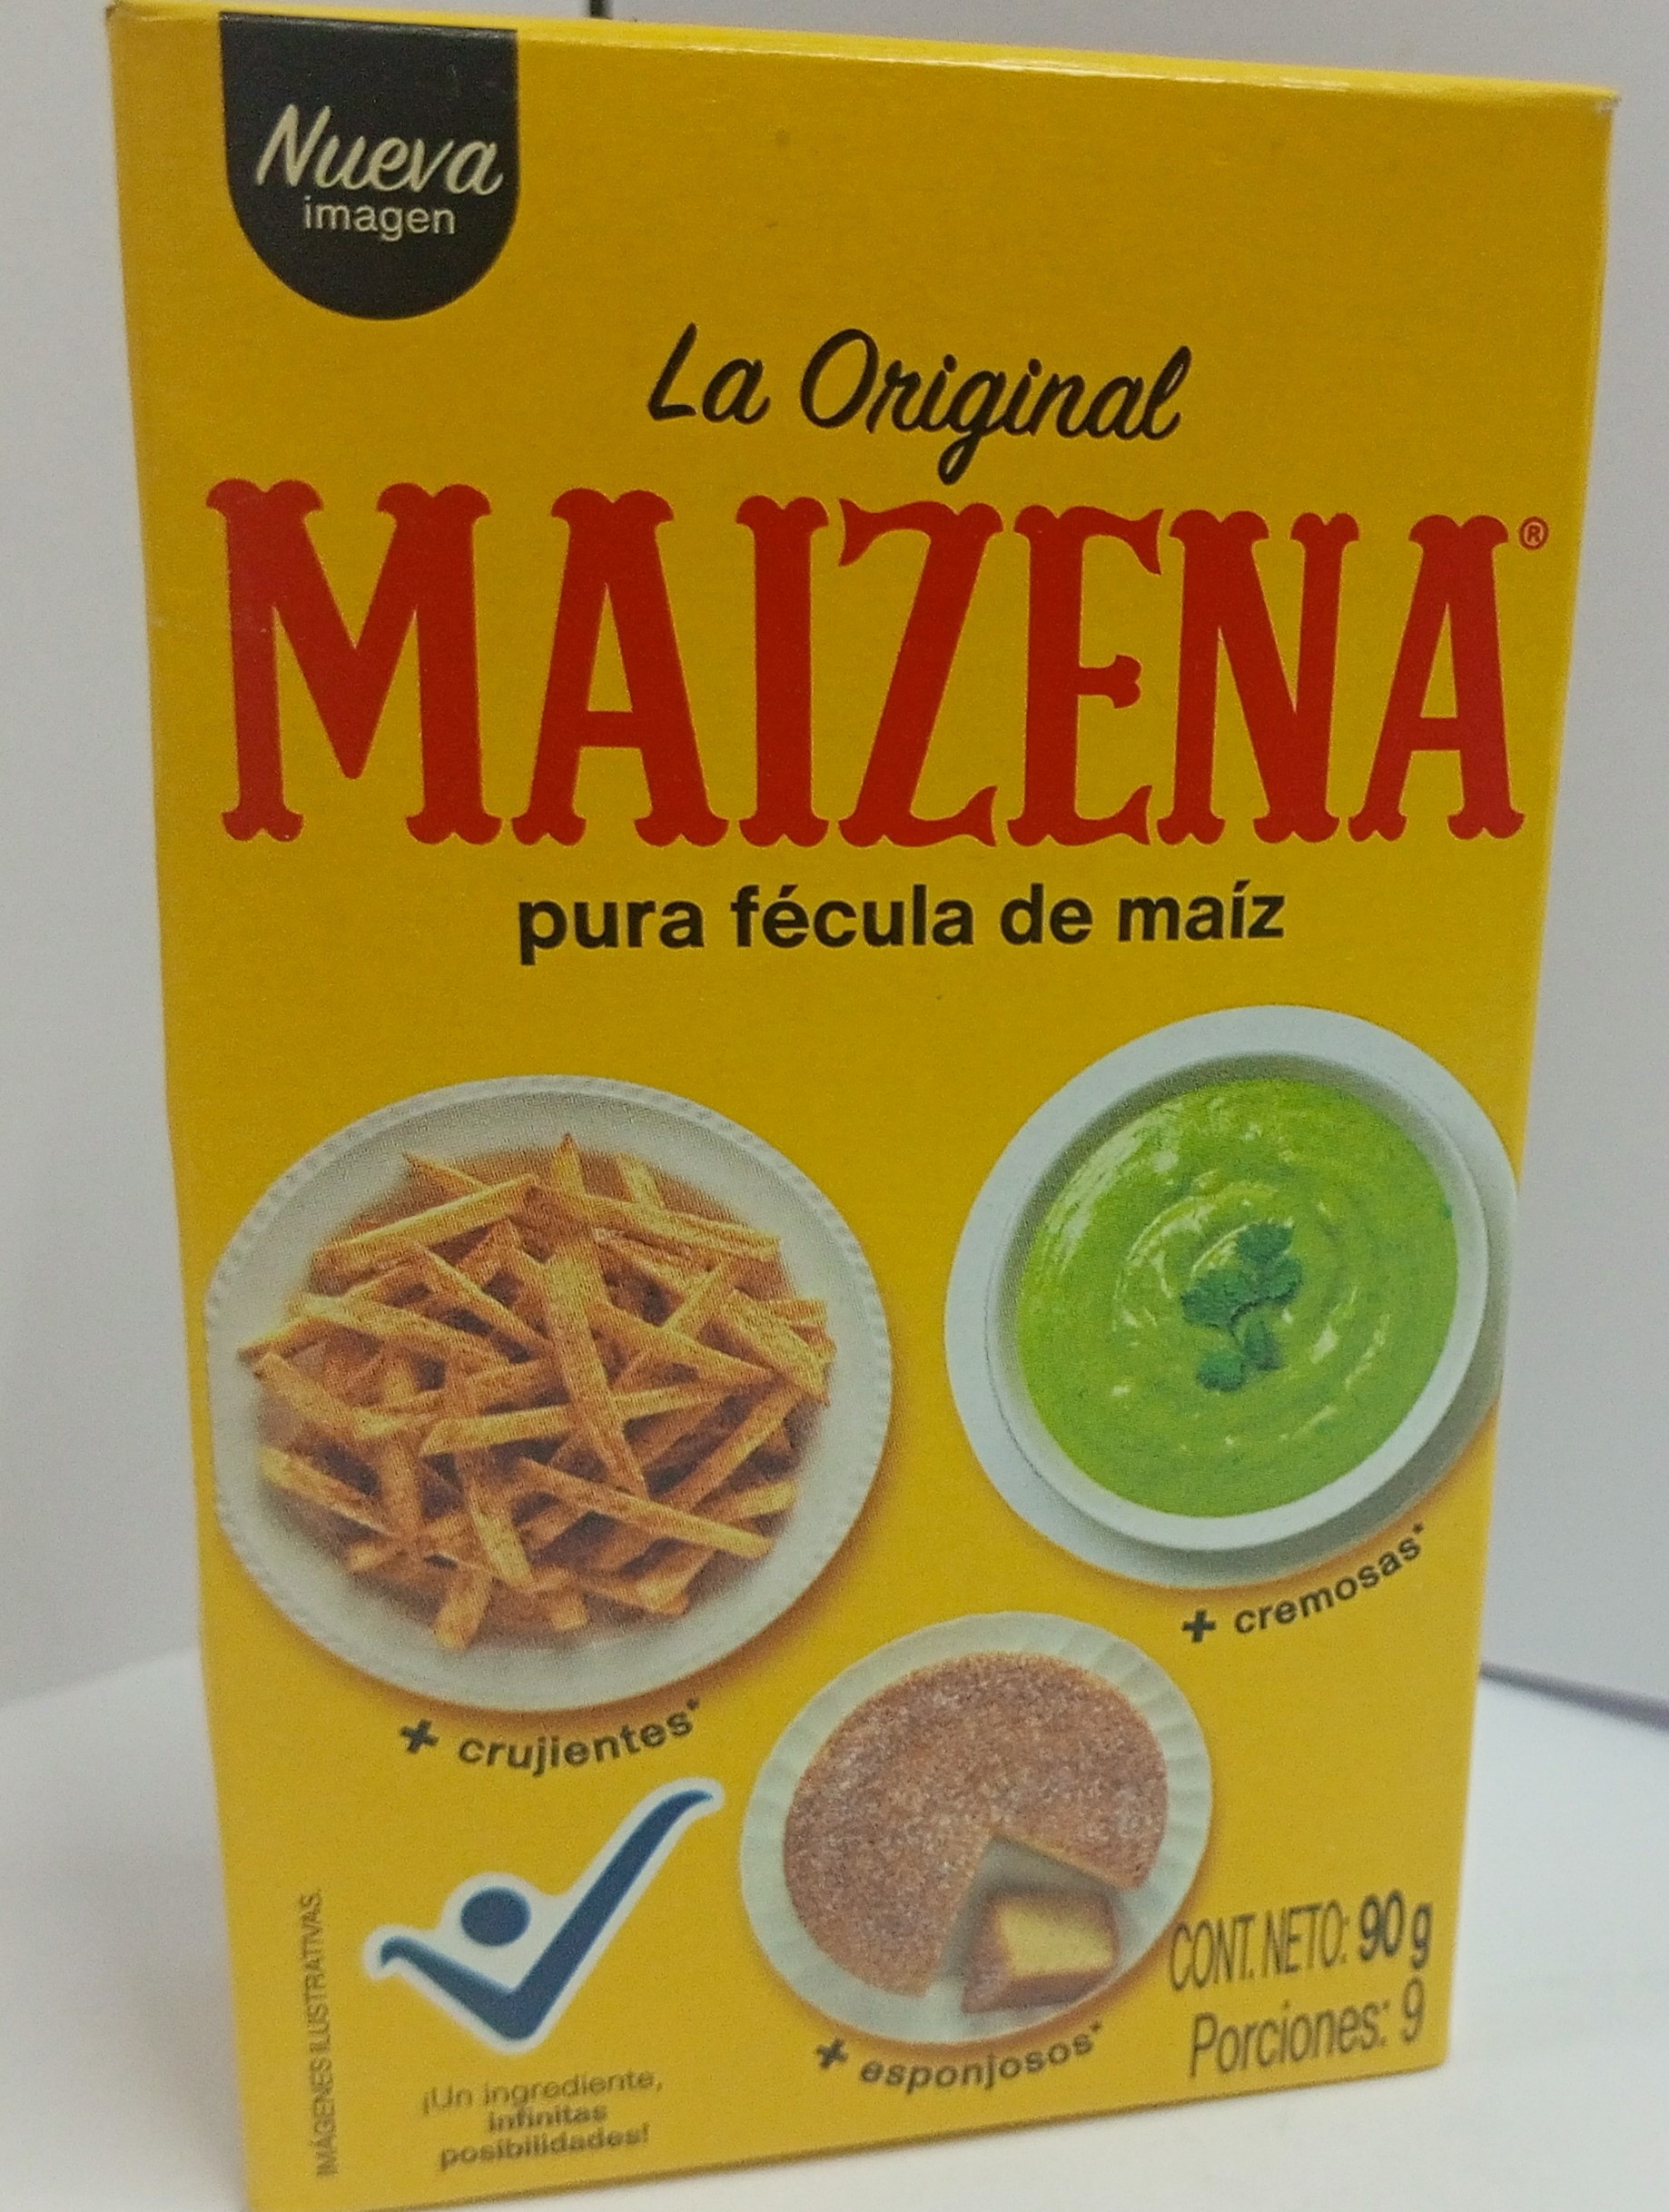 Nueva
imagen
La Original
MAIZENA®
pura fécula de maíz
+ cremosas*
+ crujientes*
+ esponjosos*
CONT. NETO: 90 g
Porciones: 9
¡Un ingrediente,
infinitas
posibilidades!
IMÁGENES ILUSTRATIVAS.